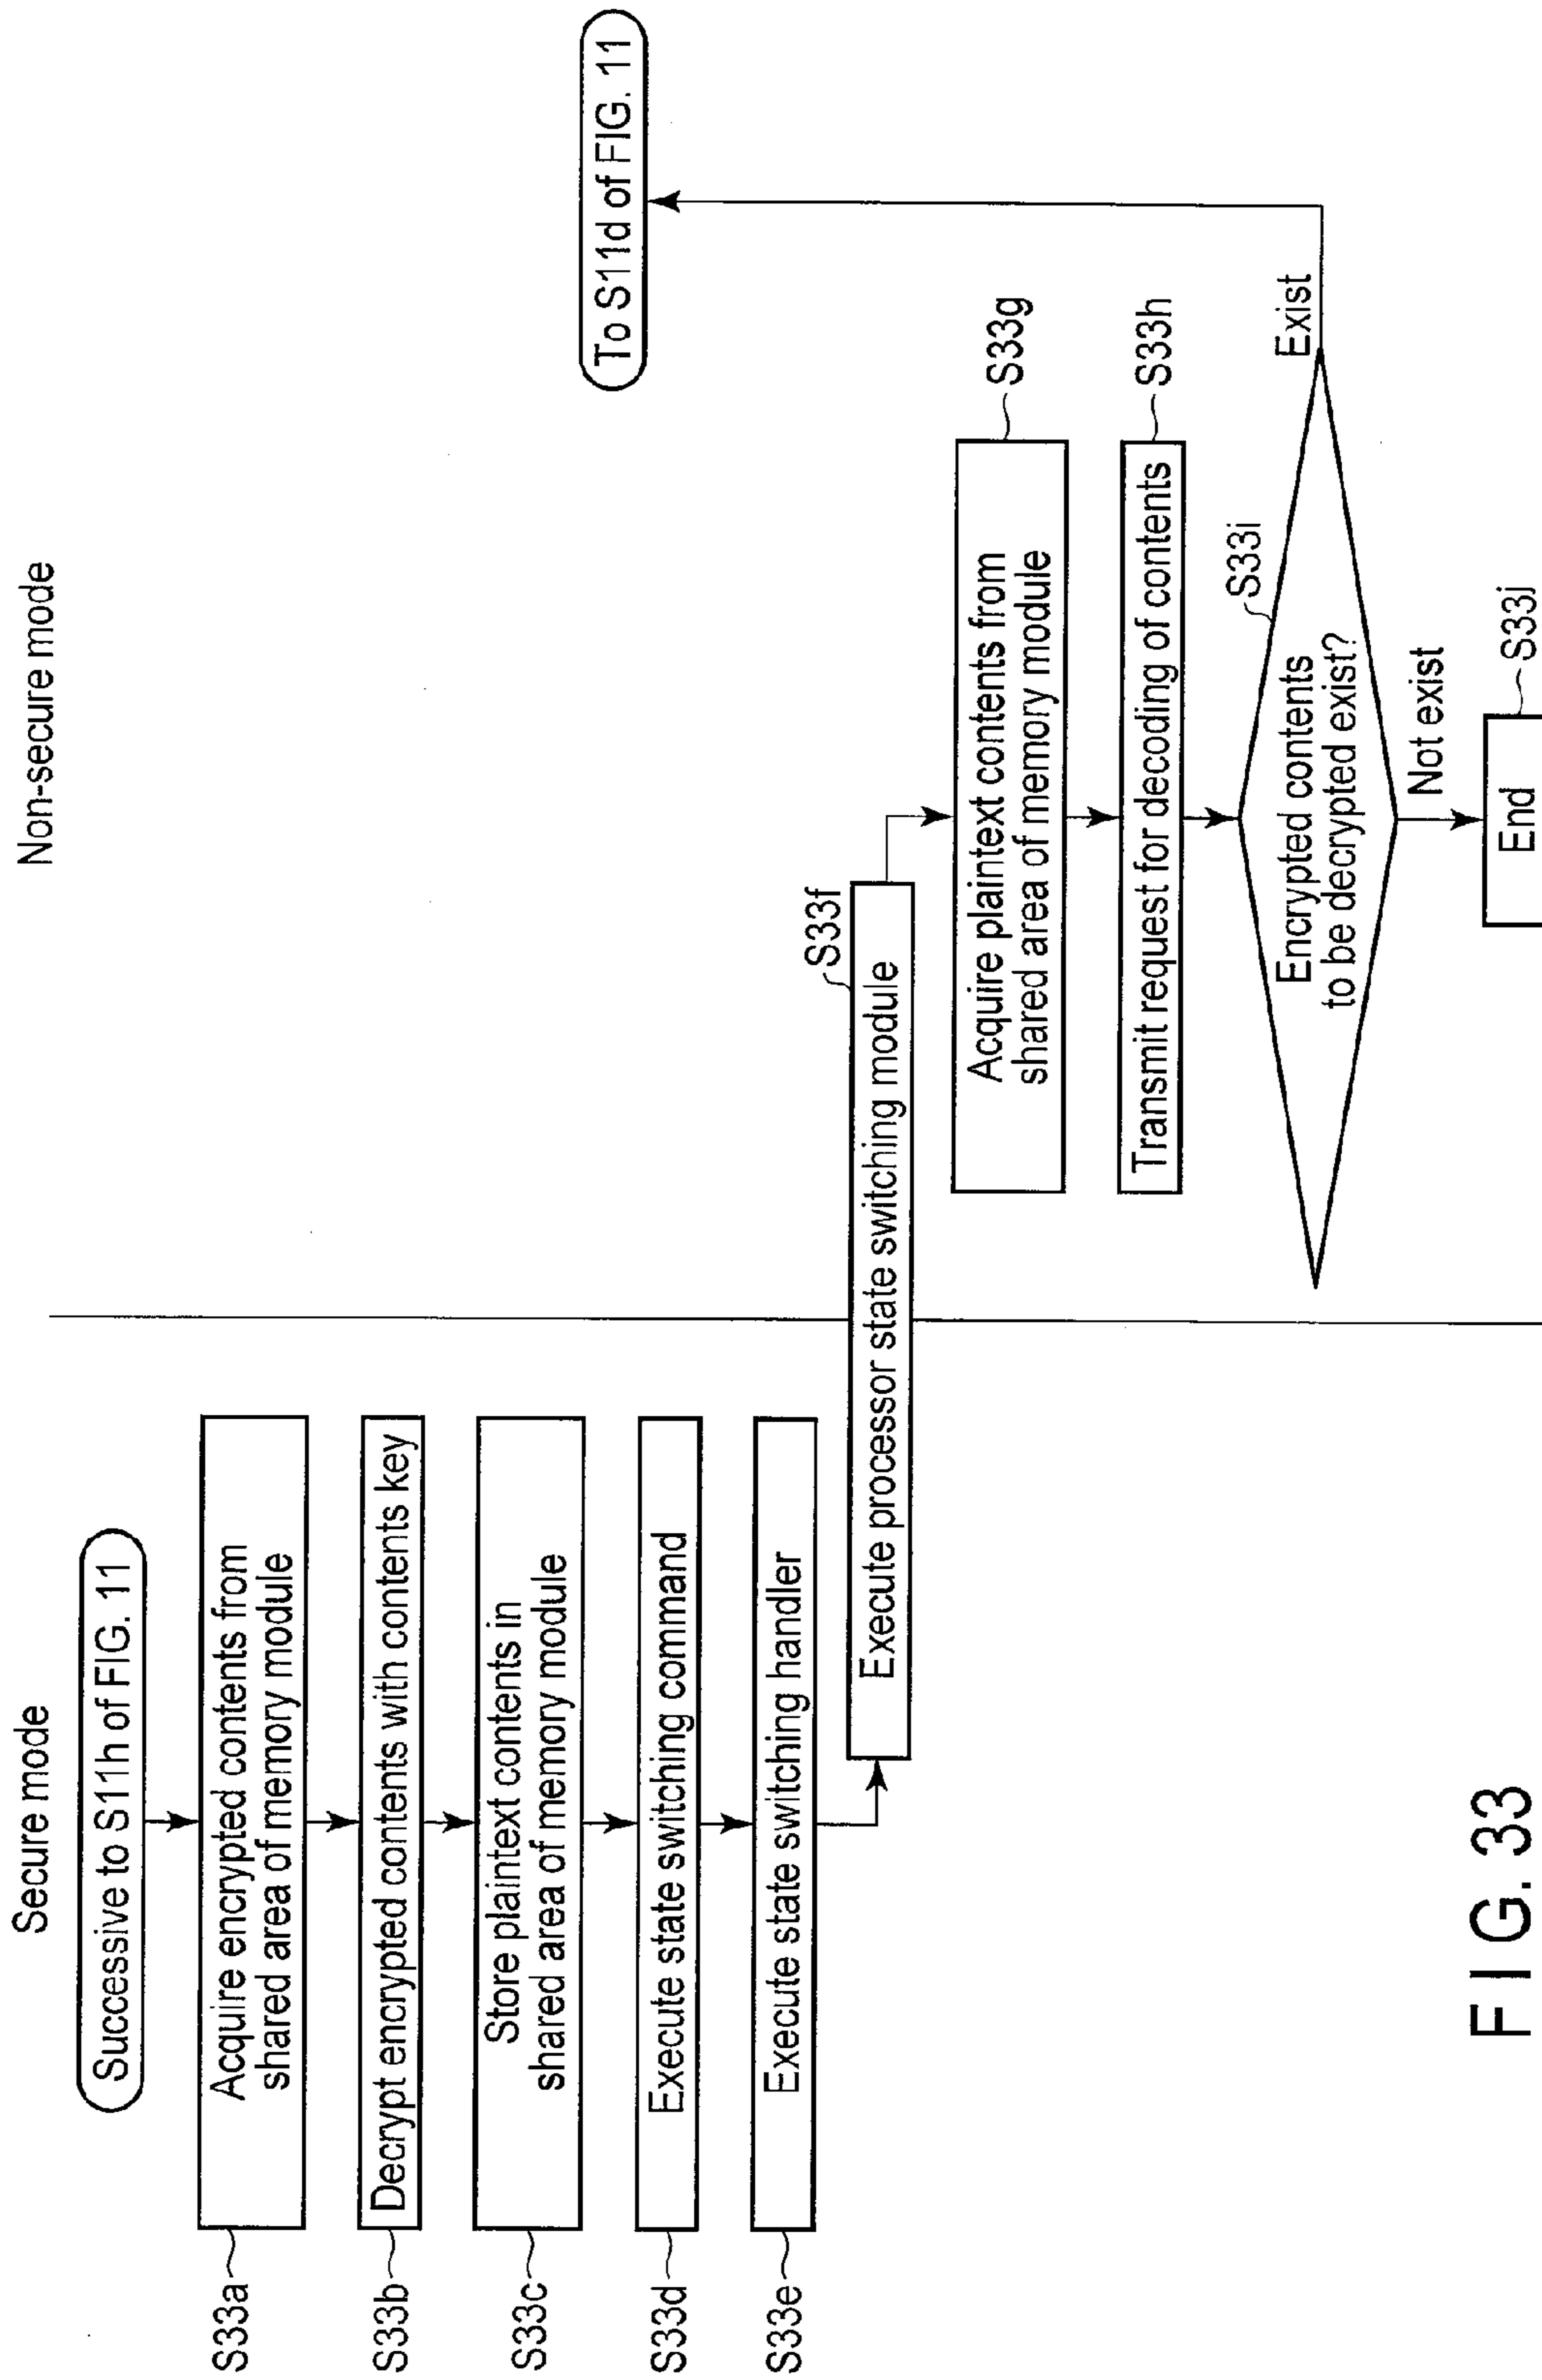 Secure mode
Non-secure mode
Successive to S11h of FIG. 11
S33a
Acquire encrypted contents from
shared area of memory module
S33b
Decrypt encrypted contents with contents key
S33c
Store plaintext contents in
shared area of memory module
S33d
Execute state switching command
S33e
Execute state switching handler
S33f
Execute processor state switching module
To S11d of FIG. 11
S33g
Acquire plaintext contents from
shared area of memory module
S33h
Transmit request for decoding of contents
S33i
Encrypted contents
to be decrypted exist?
Exist
Not exist
S33j
End
FIG. 33